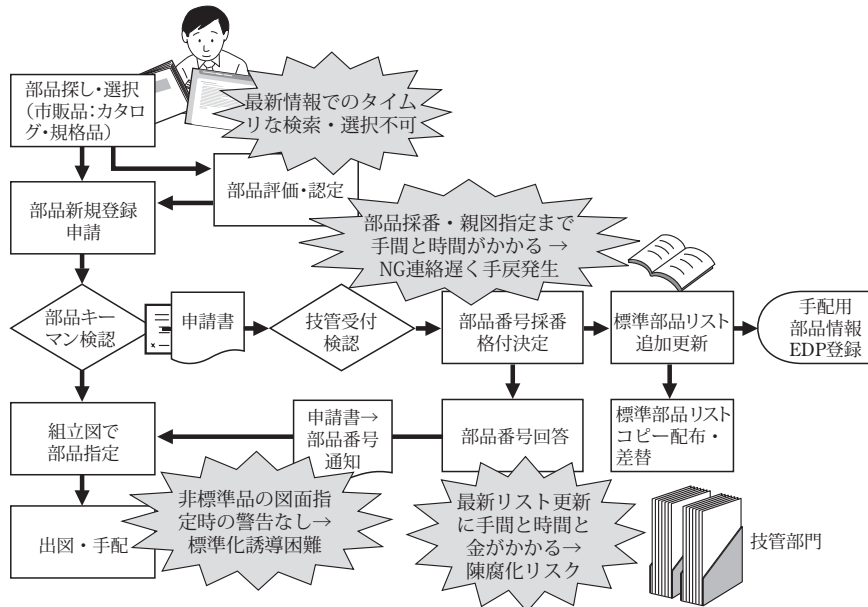 部品探し・選択
(市販品：カタロ
グ・規格品)
最新情報でのタイム
リな検索・選択不可
部品評価・認定
部品新規登録
申請
部品採番・親図指定まで
手間と時間がかかる →
NG連絡遅く手戻発生
部品キー
マン検認
申請書
技管受付
検認
部品番号採番
格付決定
標準部品リスト
追加更新
手配用
部品情報
EDP登録
組立図で
部品指定
申請書→
部品番号
通知
部品番号回答
標準部品リスト
コピー配布・
差替
非標準品の図面指
定時の警告なし→
標準化誘導困難
最新リスト更新
に手間と時間と
金がかかる→
陳腐化リスク
出図・手配
技管部門